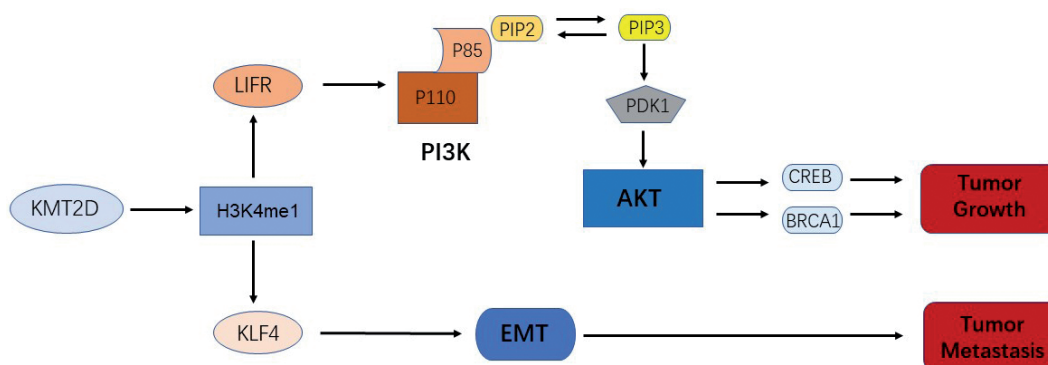 PIP2
PIP3
P85
LIFR
P110
PDK1
PI3K
KMT2D
H3K4me1
AKT
CREB
BRCA1
Tumor
Growth
KLF4
EMT
Tumor
Metastasis